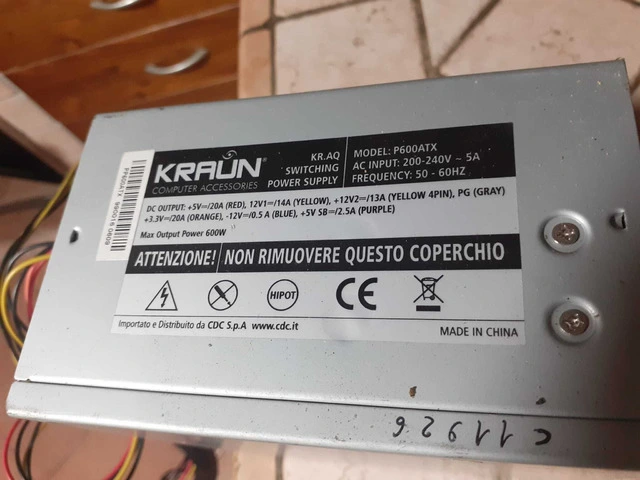 KRAUN®
COMPUTER ACCESSORIES
KR.AQ
SWITCHING
POWER SUPPLY
MODEL: P600ATX
AC INPUT: 200-240V ~ 5A
FREQUENCY: 50 - 60HZ
DC OUTPUT: +5V⎓/20A (RED), 12V1⎓/14A (YELLOW), +12V2⎓/13A (YELLOW 4PIN), PG (GRAY)
+3.3V⎓/20A (ORANGE), -12V⎓/0.5 A (BLUE), +5V SB⎓/2.5A (PURPLE)
Max Output Power 600W
ATTENZIONE! NON RIMUOVERE QUESTO COPERCHIO
HIPOT
CE
Importato e Distribuito da CDC S.p.A www.cdc.it
MADE IN CHINA
P600ATX
c11926